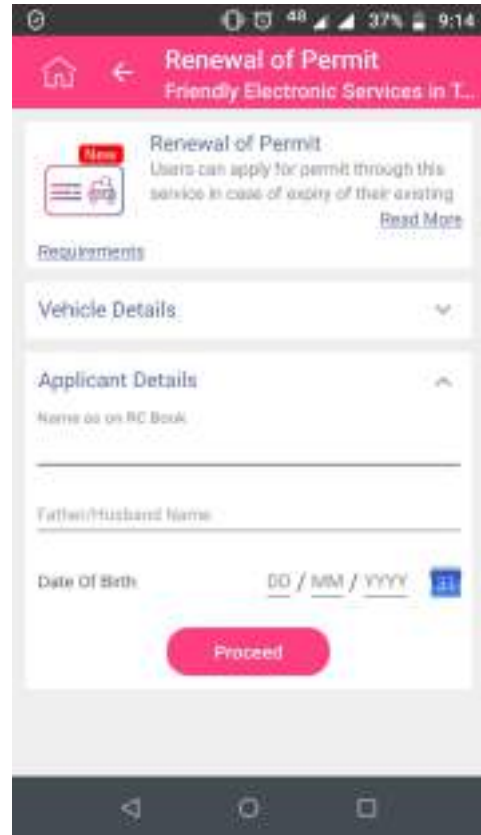 4G 37% 9:14
Renewal of Permit
Friendly Electronic Services in T...
New
Renewal of Permit
Users can apply for permit through this
service in case of expiry of their existing
Read More
Requirements
Vehicle Details
Applicant Details
Name as on RC Book
Father/Husband Name
Date Of Birth
DD / MM / YYYY
31
Proceed